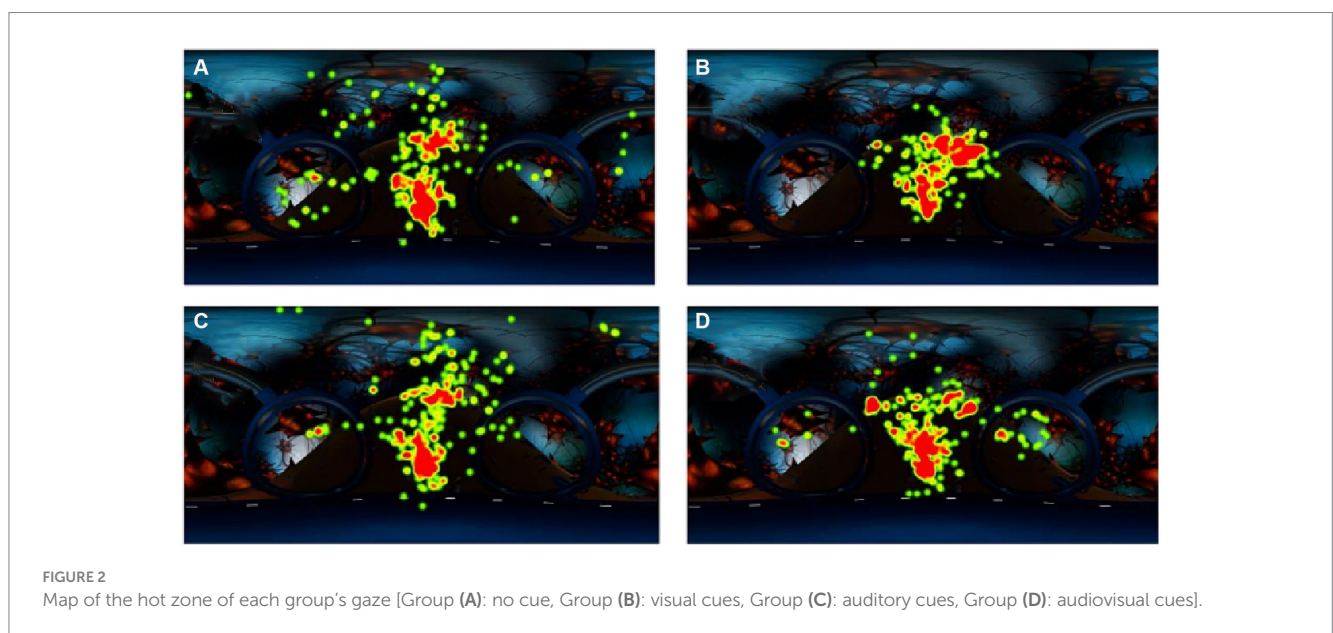 A
B
C
D
FIGURE 2
Map of the hot zone of each group's gaze [Group (A): no cue, Group (B): visual cues, Group (C): auditory cues, Group (D): audiovisual cues].